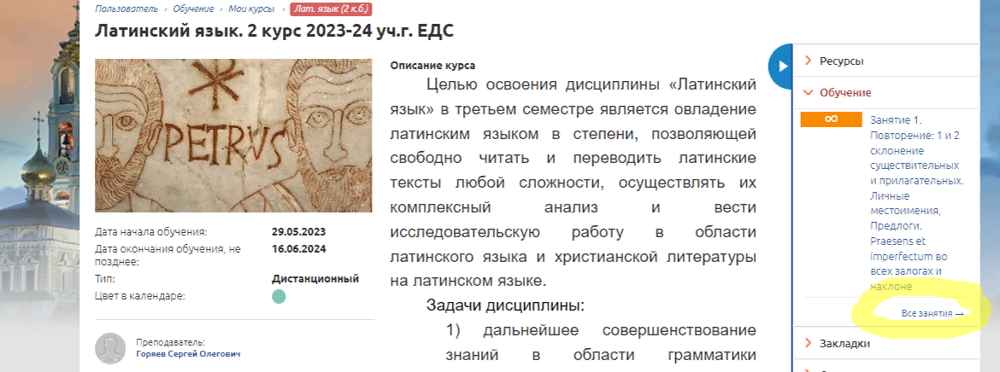 Пользователь › Обучение › Мои курсы › Лат. язык (2 к.б.)
Латинский язык. 2 курс 2023-24 уч.г. ЕДС
PETRVS
Дата начала обучения: 29.05.2023
Дата окончания обучения, не позднее: 16.06.2024
Тип: Дистанционный
Цвет в календаре:
Преподаватель:
Горяев Сергей Олегович
Описание курса
Целью освоения дисциплины «Латинский
язык» в третьем семестре является овладение
латинским языком в степени, позволяющей
свободно читать и переводить латинские
тексты любой сложности, осуществлять их
комплексный анализ и вести
исследовательскую работу в области
латинского языка и христианской литературы
на латинском языке.
Задачи дисциплины:
1) дальнейшее совершенствование
знаний в области грамматики
Ресурсы
Обучение
Занятие 1.
Повторение: 1 и 2
склонение
существительных
и прилагательных.
Личные
местоимения,
Предлоги.
Praesens et
imperfectum во
всех залогах и
наклоне
Все занятия →
Закладки